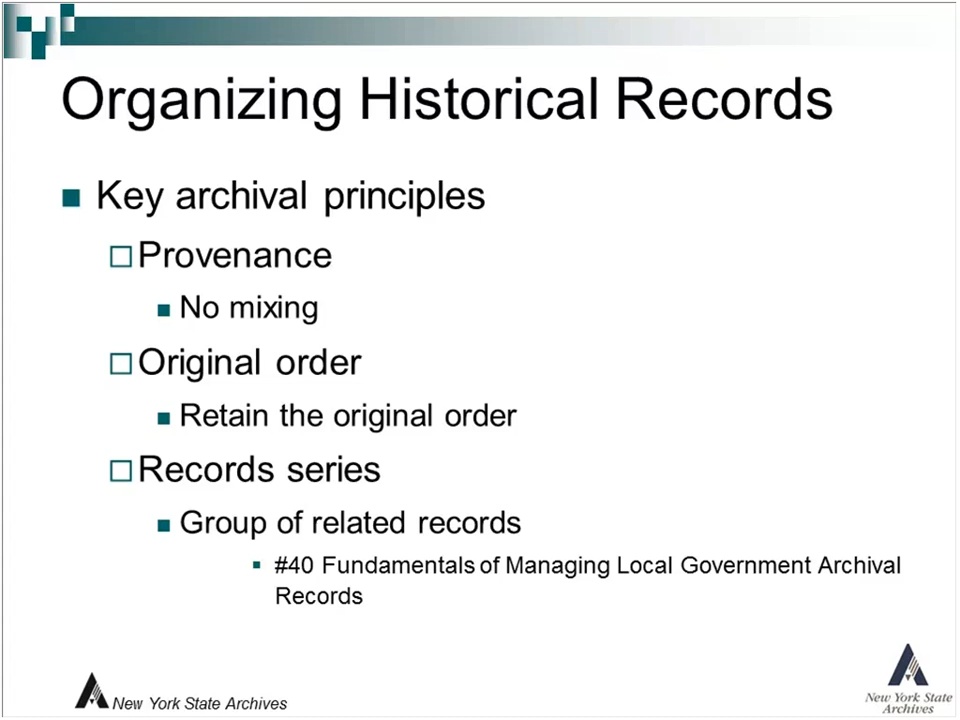 Organizing Historical Records
Key archival principles
Provenance
No mixing
Original order
Retain the original order
Records series
Group of related records
#40 Fundamentals of Managing Local Government Archival
Records
New York State Archives
New York State
Archives